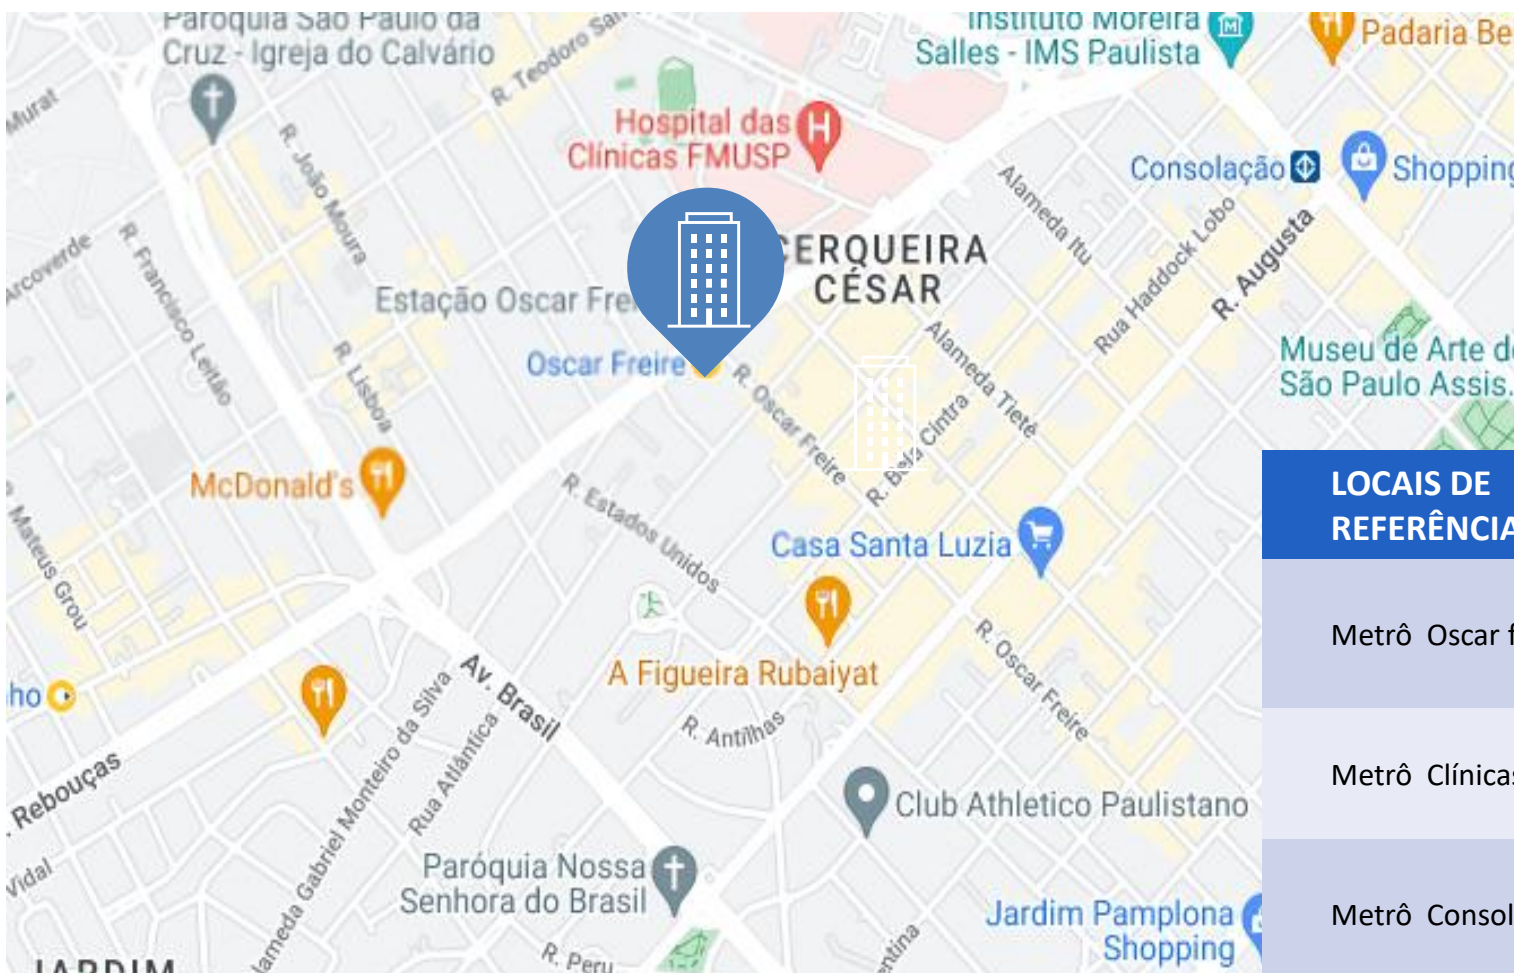 Paróquia São Paulo da
Cruz - Igreja do Calvário
R. Teodoro
Instituto Moreira
Salles - IMS Paulista
Padaria Be
Murat
R. João Moura
Hospital das
Clínicas FMUSP
Consolação
Shopping
Alameda Itu
Rua Haddock Lobo
R. Augusta
Arcoverde
R. Francisco Leitão
CERQUEIRA
CÉSAR
Estação Oscar Frei
Oscar Freire
R. Lisboa
R. Oscar Freire
Alameda Tietê
R. Bela Cintra
Museu de Arte de
São Paulo Assis.
McDonald's
R. Estados Unidos
Casa Santa Luzia
LOCAIS DE
REFERÊNCIA
Mateus Grou
Metrô Oscar f
A Figueira Rubaiyat
R. Oscar Freire
ho
Av. Brasil
R. Antilhas
Rebouças
Alameda Gabriel Monteiro da Silva
Rua Atlântica
Metrô Clínicas
Club Athletico Paulistano
Vidal
Paróquia Nossa
Senhora do Brasil
Metrô Consol
Jardim Pamplona
Shopping
R. Peru
entina
JARDIM